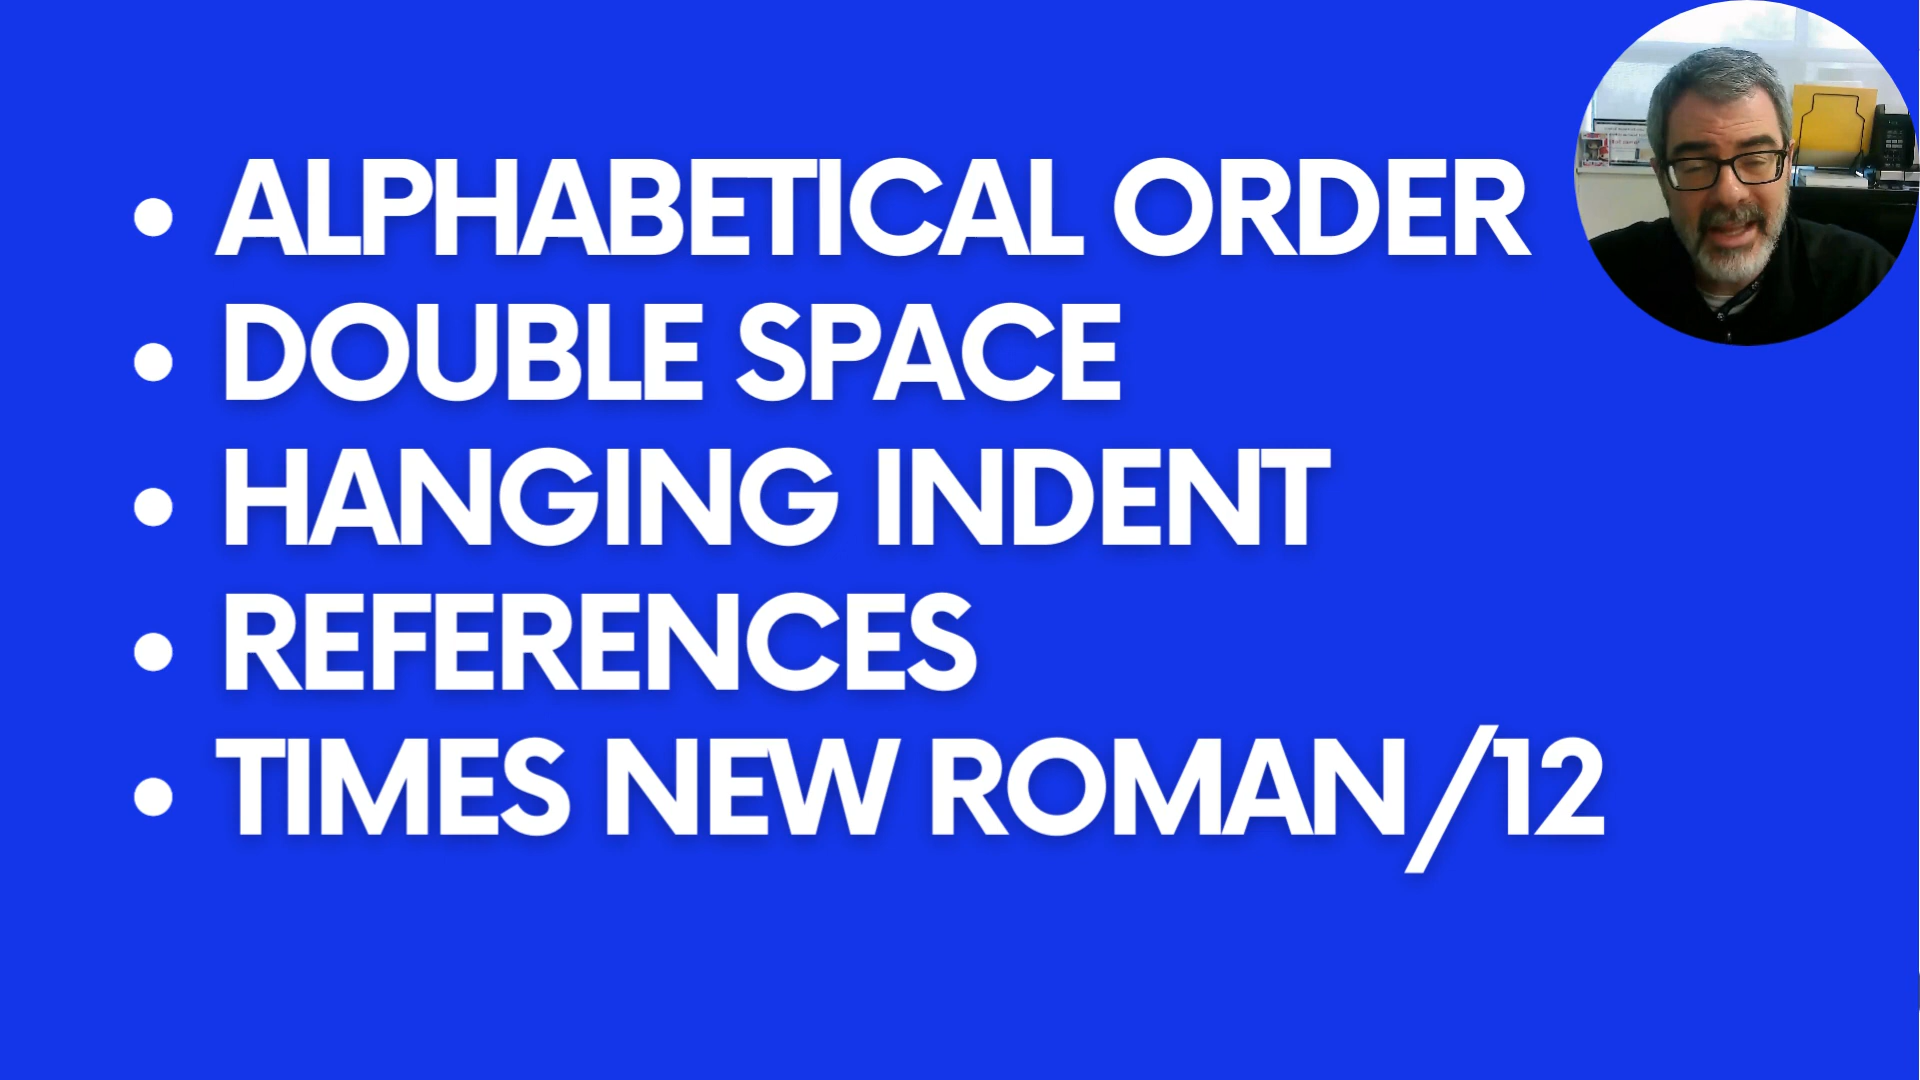 • ALPHABETICAL ORDER
• DOUBLE SPACE
• HANGING INDENT
• REFERENCES
• TIMES NEW ROMAN/12